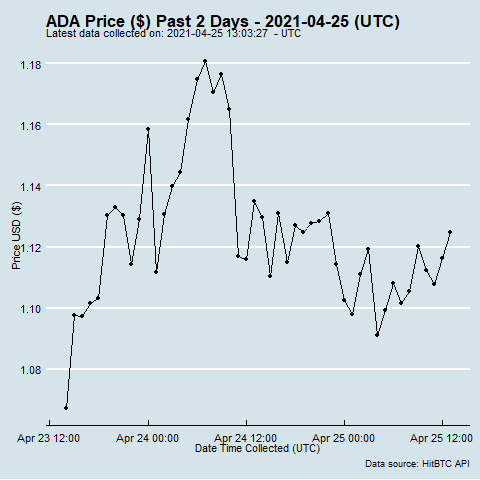 ADA Price ($) Past 2 Days - 2021-04-25 (UTC)
Latest data collected on: 2021-04-25 13:03:27 - UTC
Price USD ($)
1.18
1.16
1.14
1.12
1.10
1.08
Apr 23 12:00 Apr 24 00:00 Apr 24 12:00 Apr 25 00:00 Apr 25 12:00
Date Time Collected (UTC)
Data source: HitBTC API